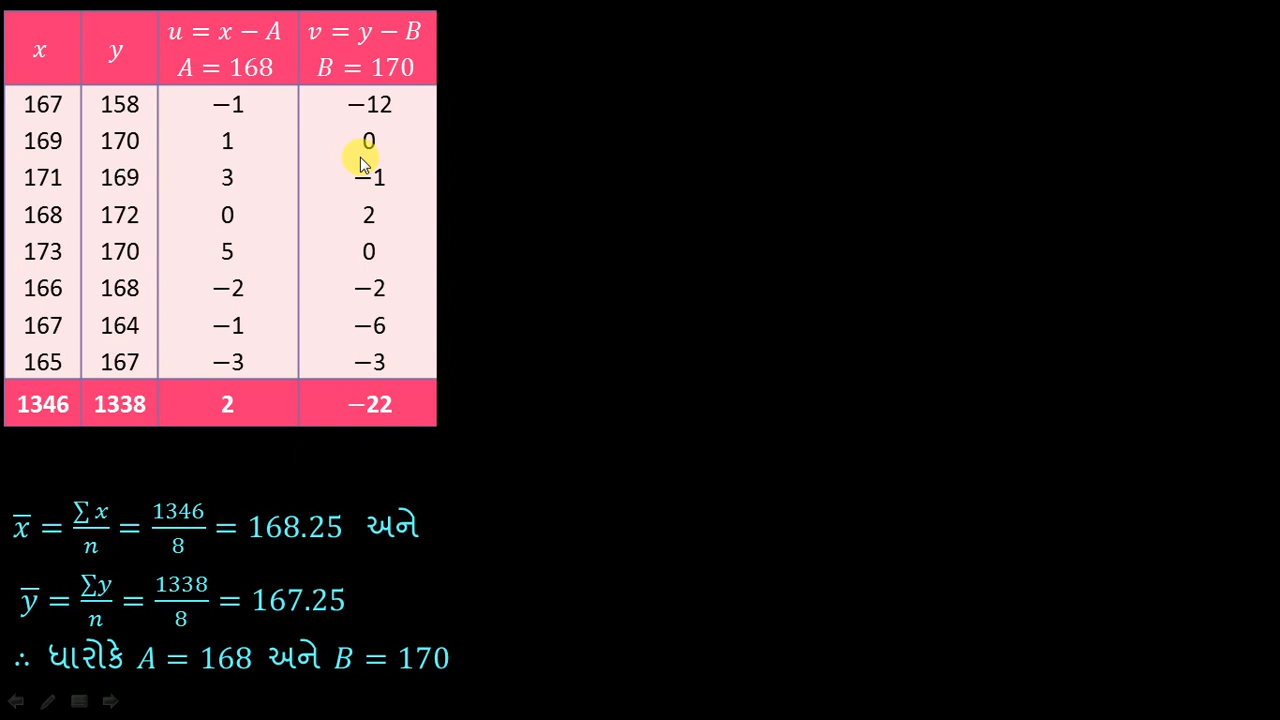 x y u = x − A v = y − B
A = 168 B = 170
167 158 −1 −12
169 170 1 0
171 169 3 −1
168 172 0 2
173 170 5 0
166 168 −2 −2
167 164 −1 −6
165 167 −3 −3
1346 1338 2 −22
x̅ = ∑x/n = 1346/8 = 168.25 અને
y̅ = ∑y/n = 1338/8 = 167.25
∴ ધારોકે A = 168 અને B = 170